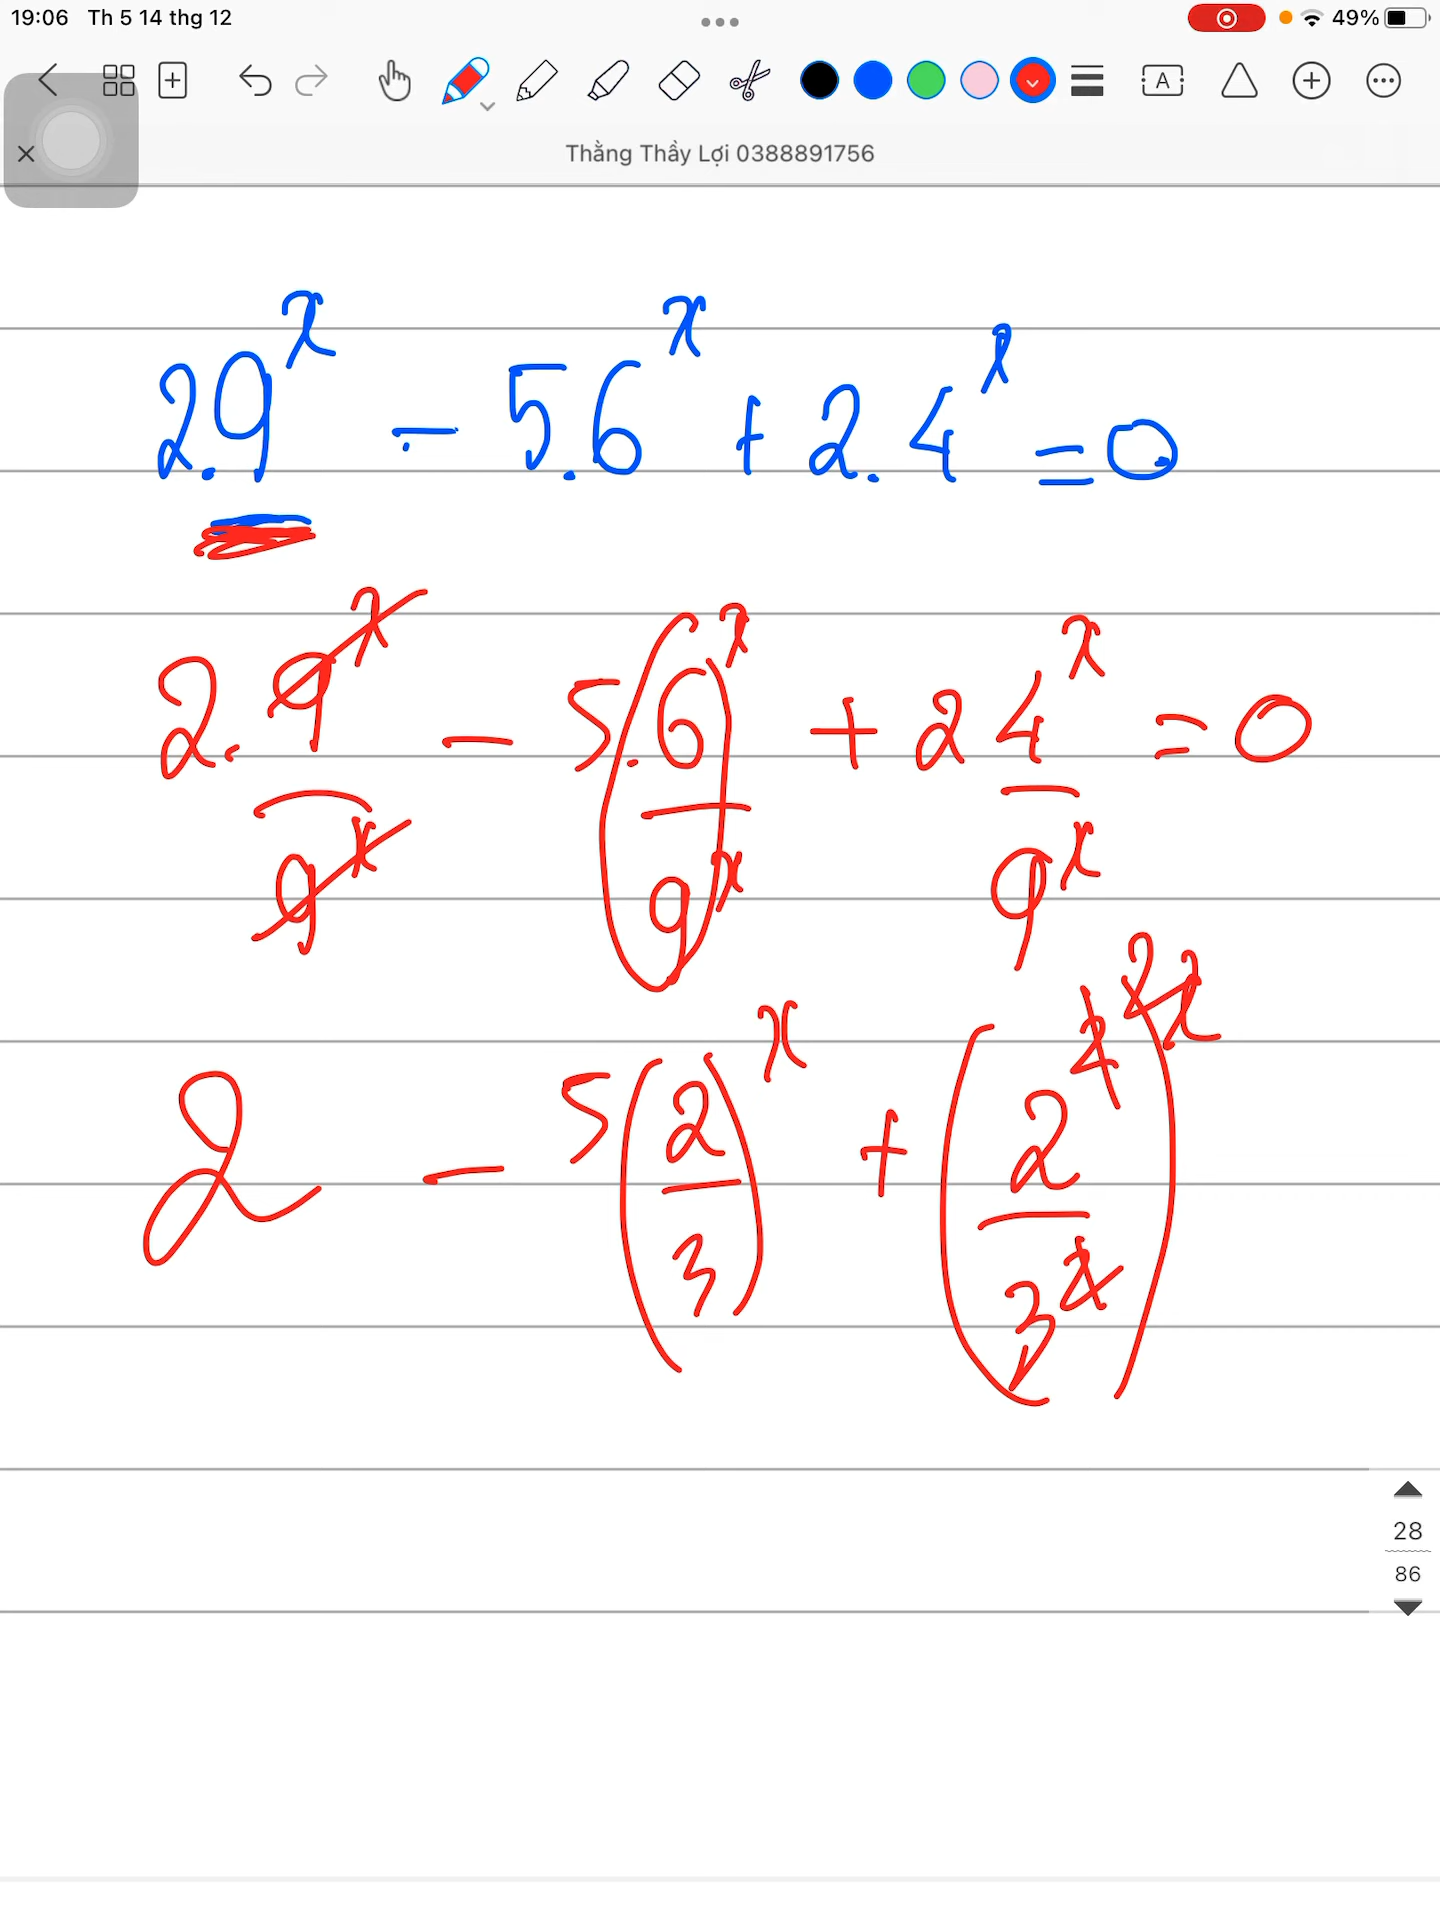 19:06 Th 5 14 thg 12 49%
A
Thằng Thầy Lợi 0388891756
2.9^x - 5.6^x + 2.4^x = 0
2. 9^x/9^x - 5(.6/9)^x^x + 2 4^x/9^x = 0
2 - 5(2/3)^x + (2^2/3^2)^2x
28
86